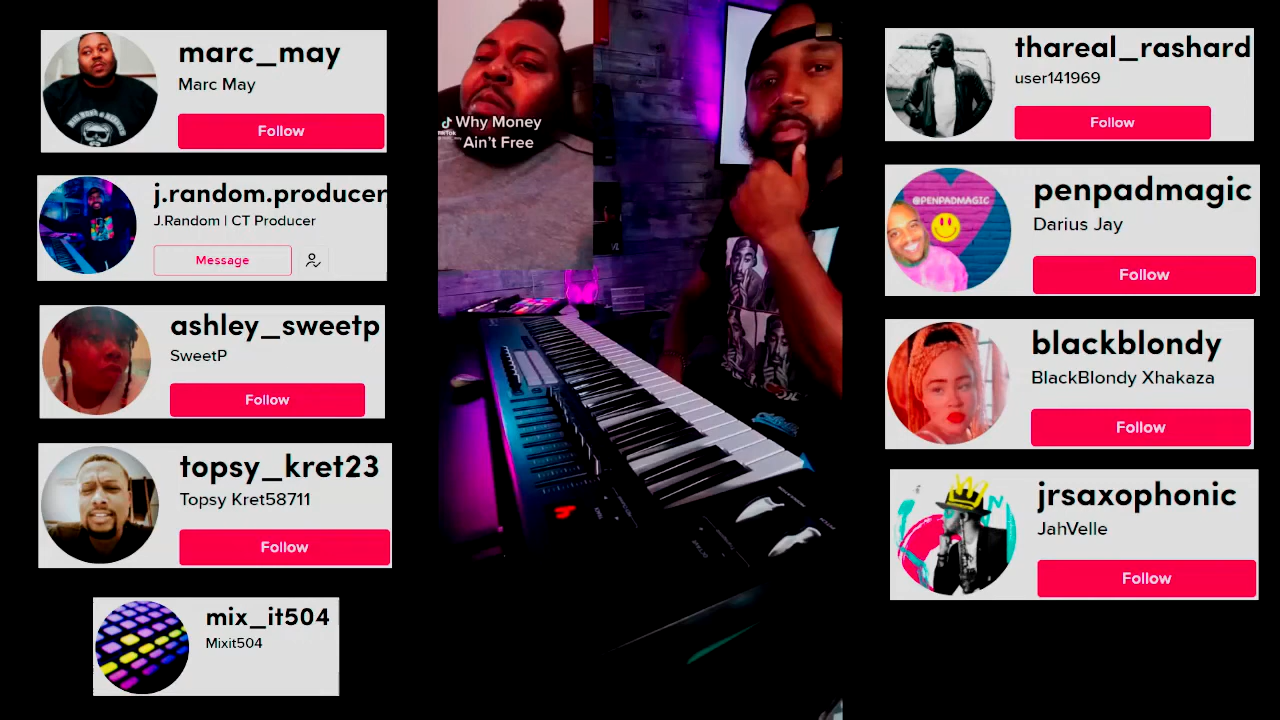 marc_may
Marc May
Follow
j.random.producer
J.Random | CT Producer
Message
ashley_sweetp
SweetP
Follow
topsy_kret23
Topsy Kret58711
Follow
mix_it504
Mixit504
Why Money
Ain't Free
thareal_rashard
user141969
Follow
@PENPADMAGIC
penpadmagic
Darius Jay
Follow
blackblondy
BlackBlondy Xhakaza
Follow
jrsaxophonic
JahVelle
Follow